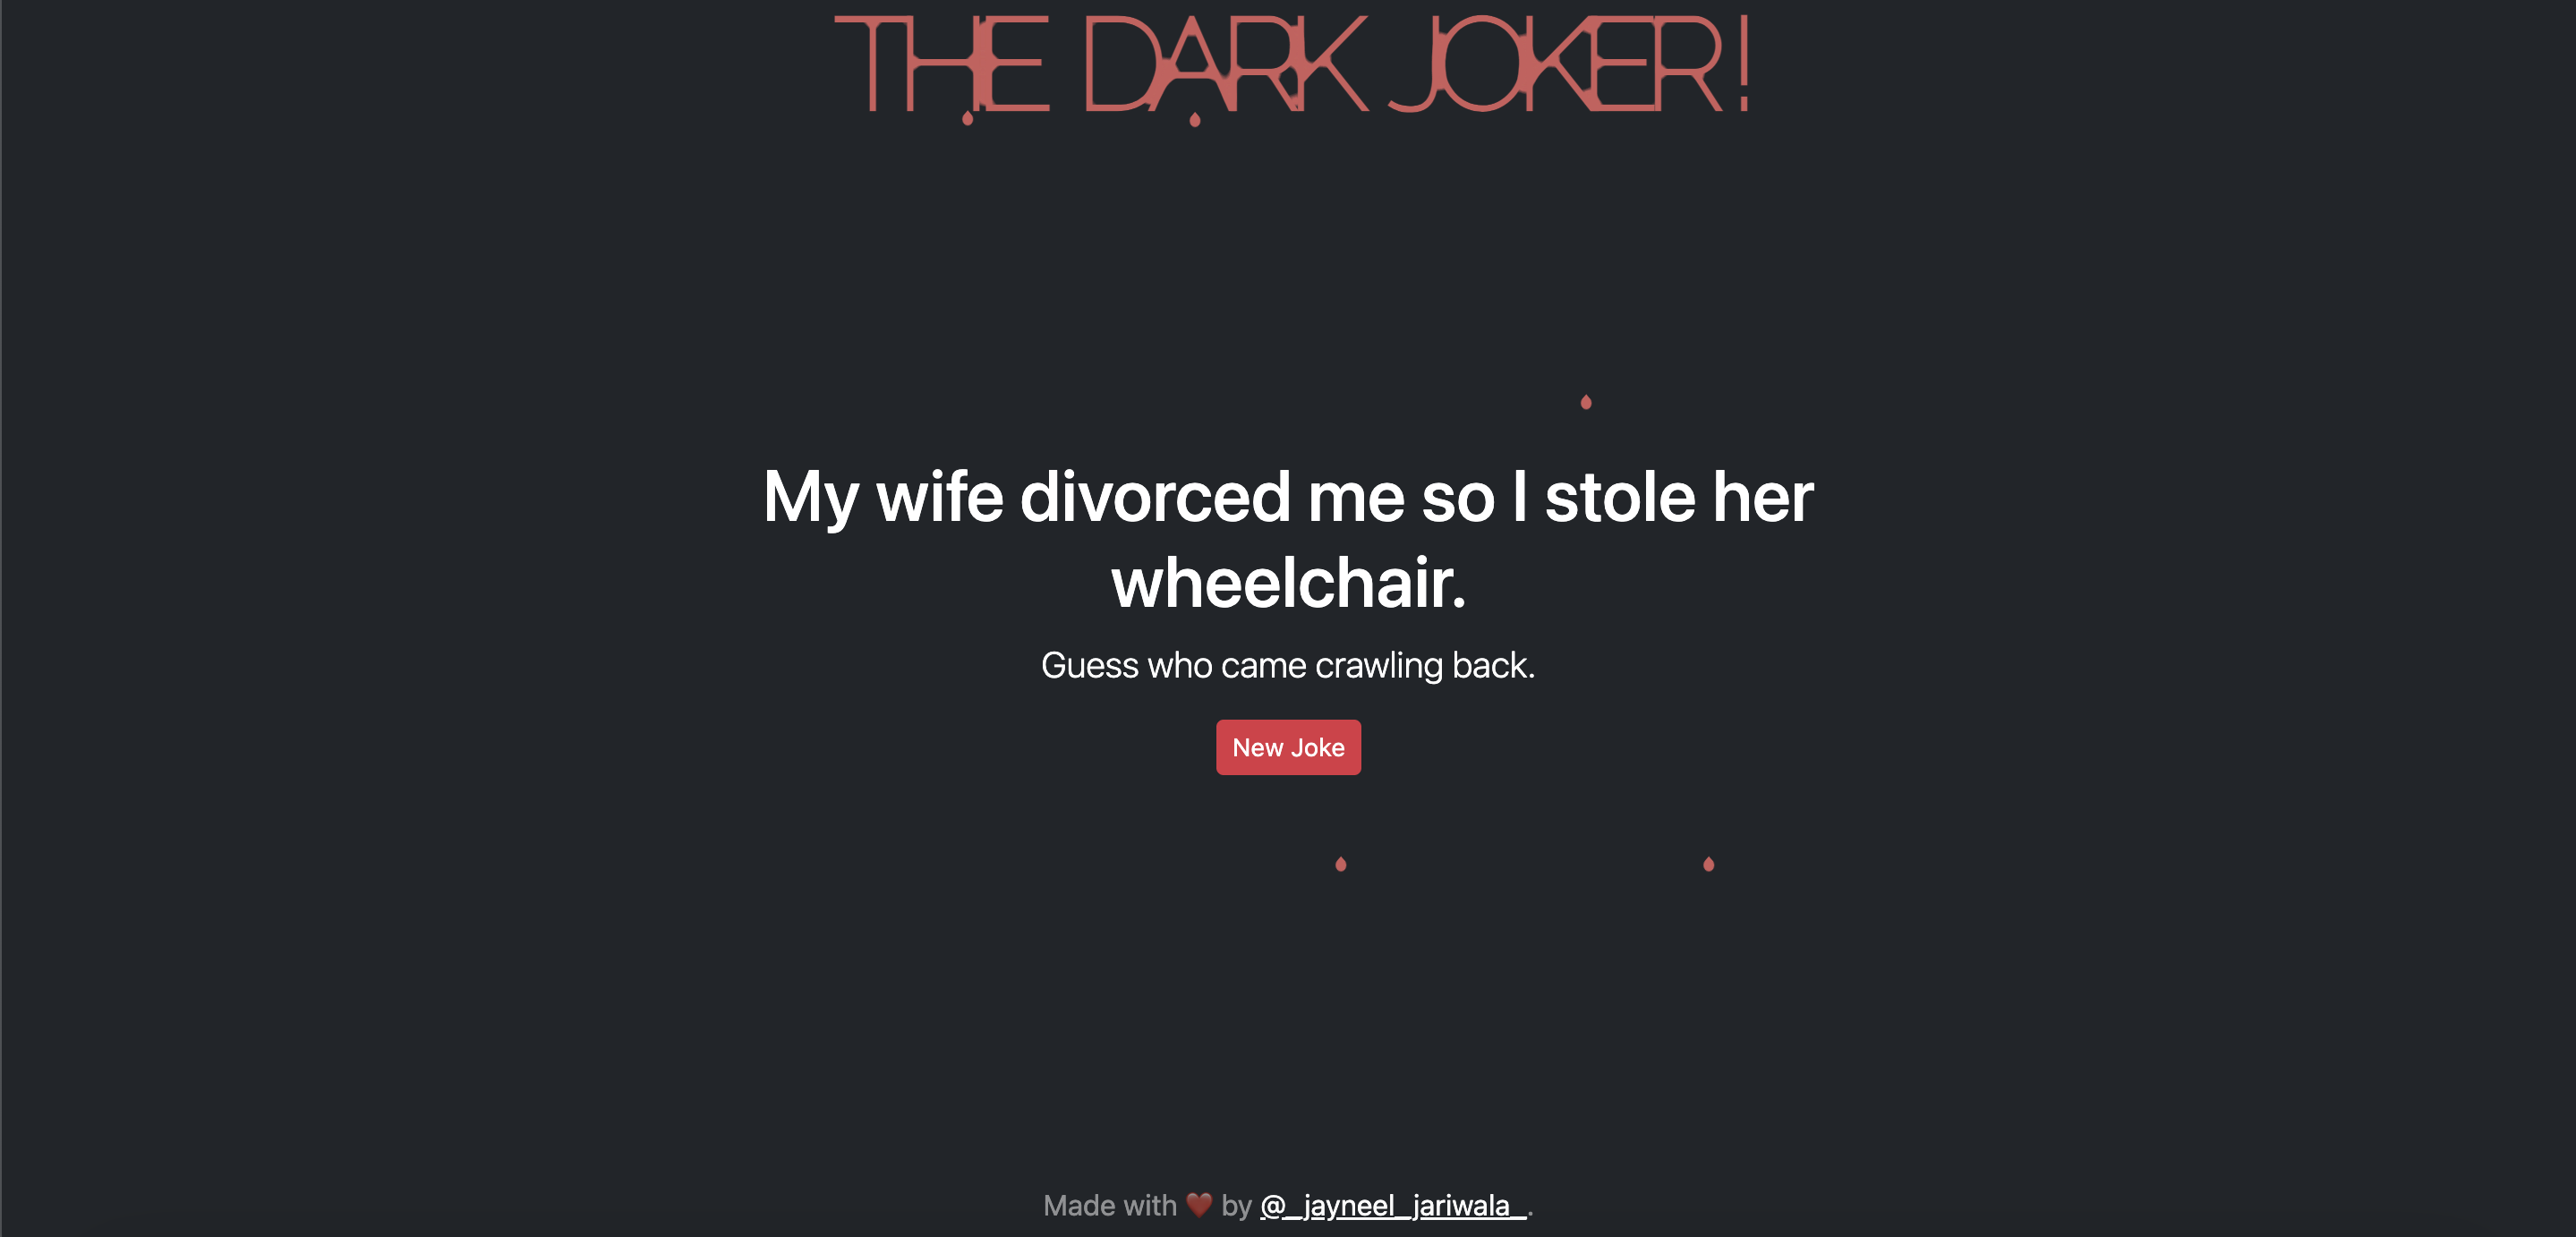 THE DARK JOKER!
My wife divorced me so I stole her
wheelchair.
Guess who came crawling back.
New Joke
Made with ❤️ by @_jayneel_jariwala_.